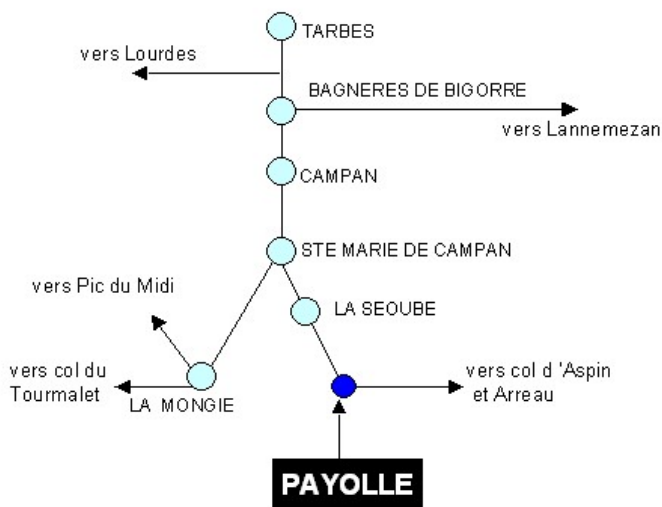 TARBES
vers Lourdes
BAGNERES DE BIGORRE
vers Lannemezan
CAMPAN
STE MARIE DE CAMPAN
vers Pic du Midi
LA SEOUBE
vers col du
Tourmalet
LA MONGIE
vers col d 'Aspin
et Arreau
PAYOLLE